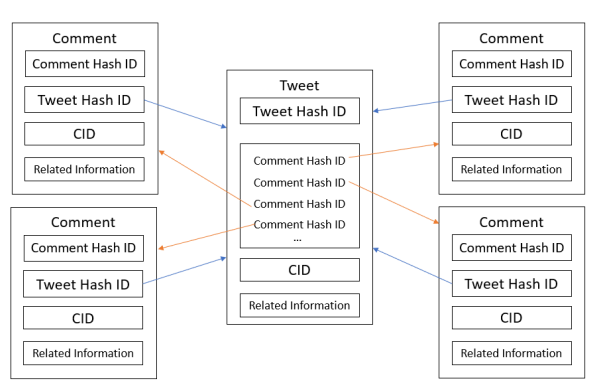 Comment
Comment Hash ID
Tweet Hash ID
CID
Related Information
Comment
Comment Hash ID
Tweet Hash ID
CID
Related Information
Tweet
Tweet Hash ID
Comment Hash ID
Comment Hash ID
Comment Hash ID
Comment Hash ID
...
CID
Related Information
Comment
Comment Hash ID
Tweet Hash ID
CID
Related Information
Comment
Comment Hash ID
Tweet Hash ID
CID
Related Information